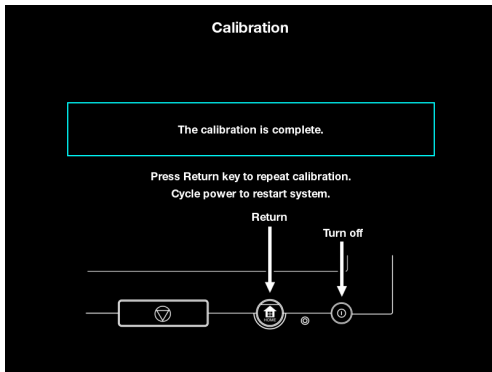 Calibration
The calibration is complete.
Press Return key to repeat calibration.
Cycle power to restart system.
Return
Turn off
HOME